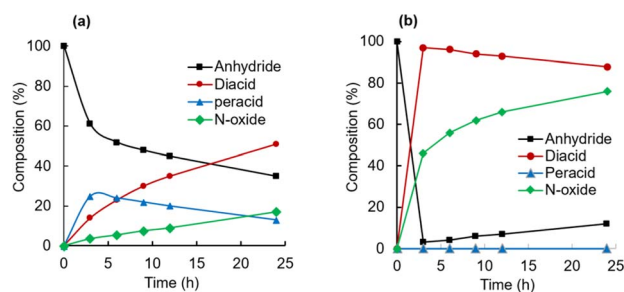 (a)
100
80
60
40
20
0
Composition (%)
Anhydride
Diacid
peracid
N-oxide
0 5 10 15 20 25
Time (h)
(b)
100
80
60
40
20
0
Composition (%)
Anhydride
Diacid
Peracid
N-oxide
0 5 10 15 20 25
Time (h)